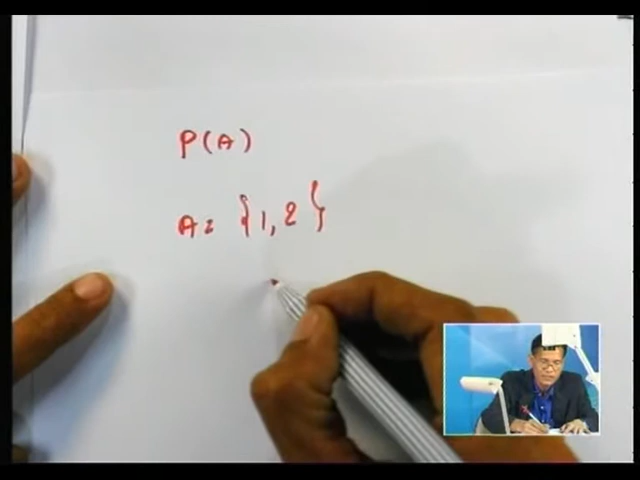 P(A)
A = {1, 2}